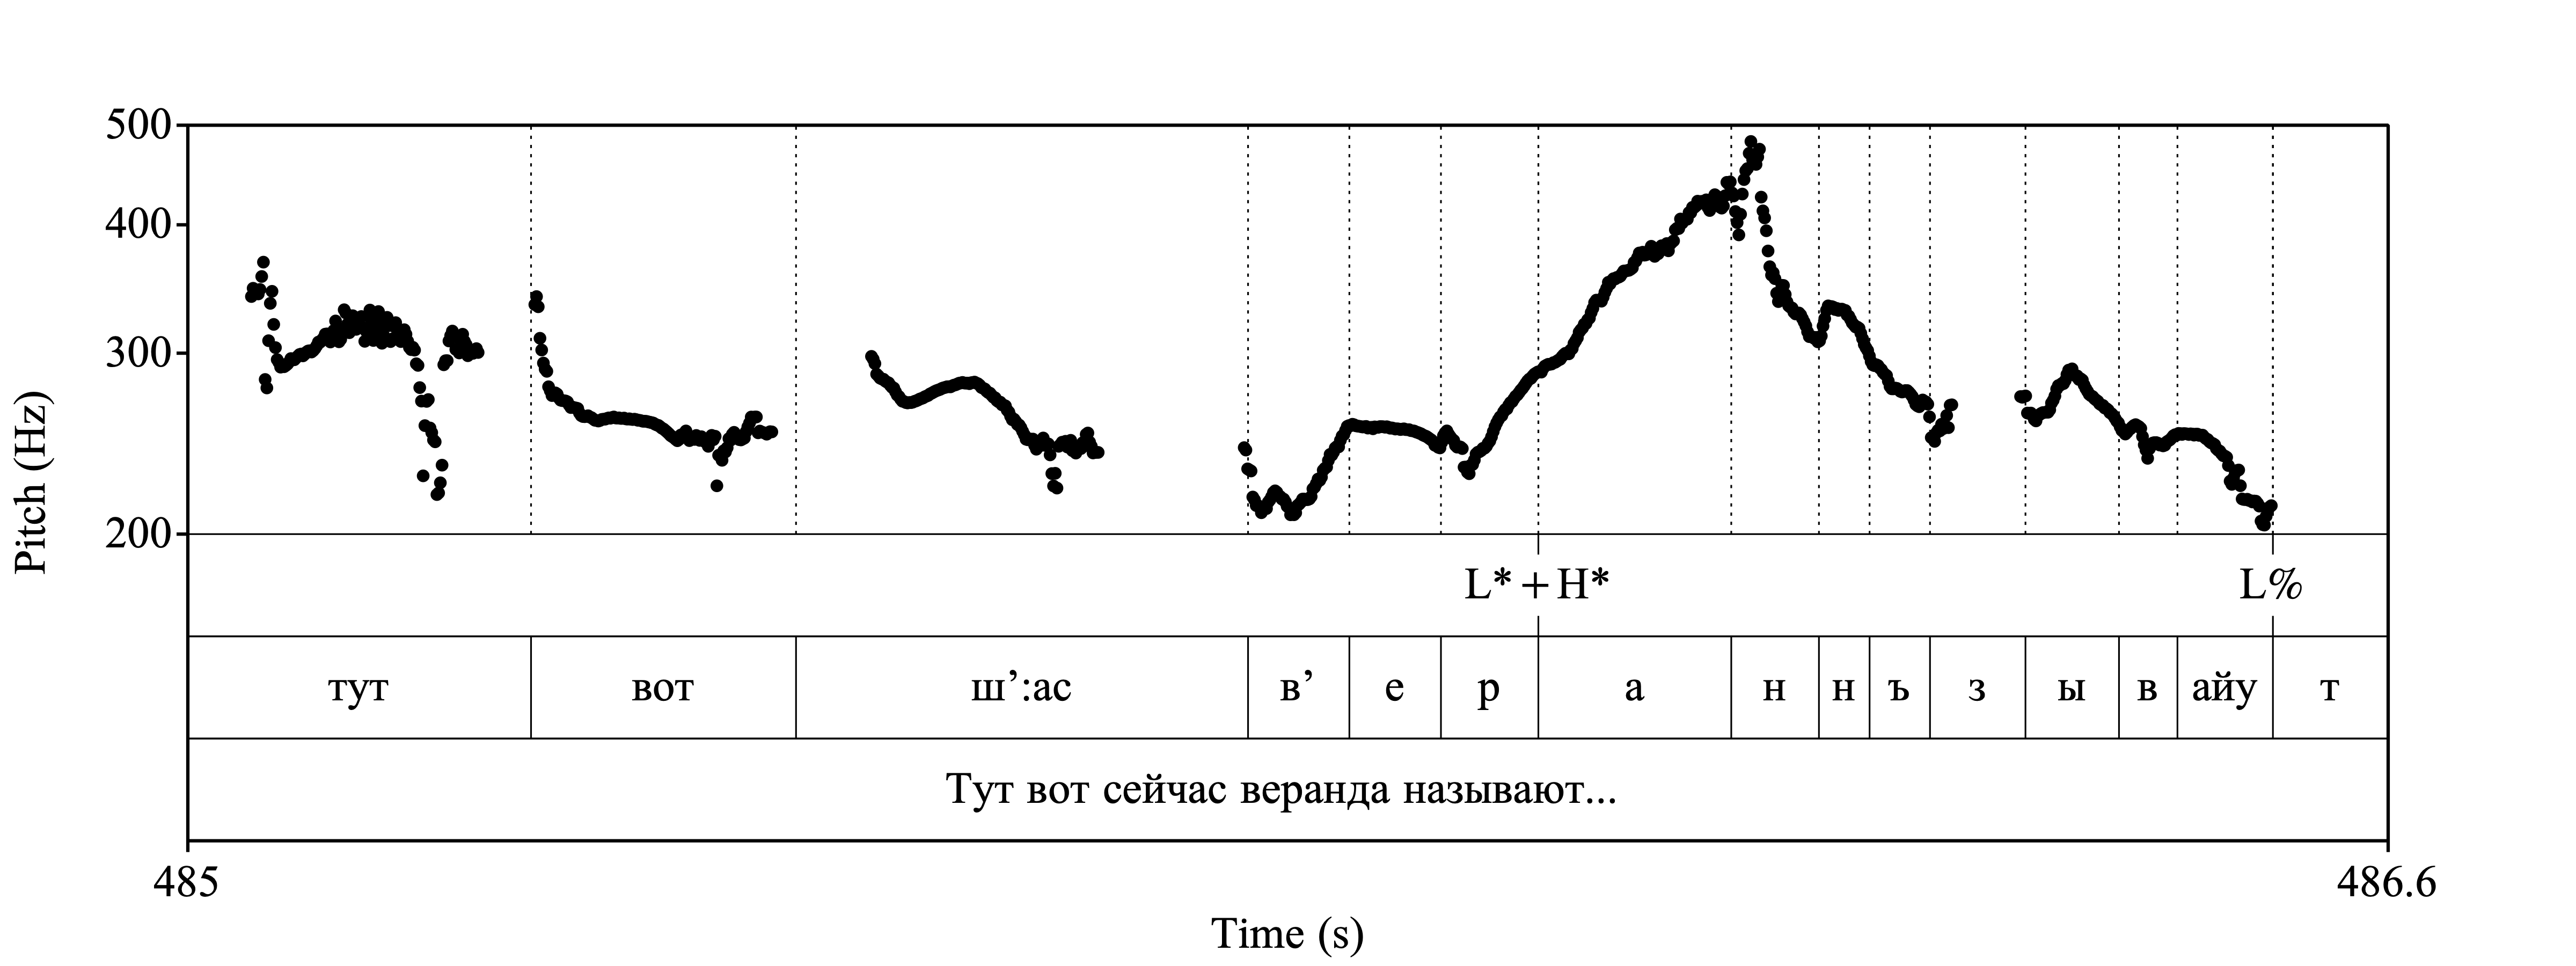 500
400
300
200
Pitch (Hz)
L* + H* L%
тут вот ш’:ас в’ е р а н н ъ з ы в айу т
Тут вот сейчас веранда называют...
485 486.6
Time (s)